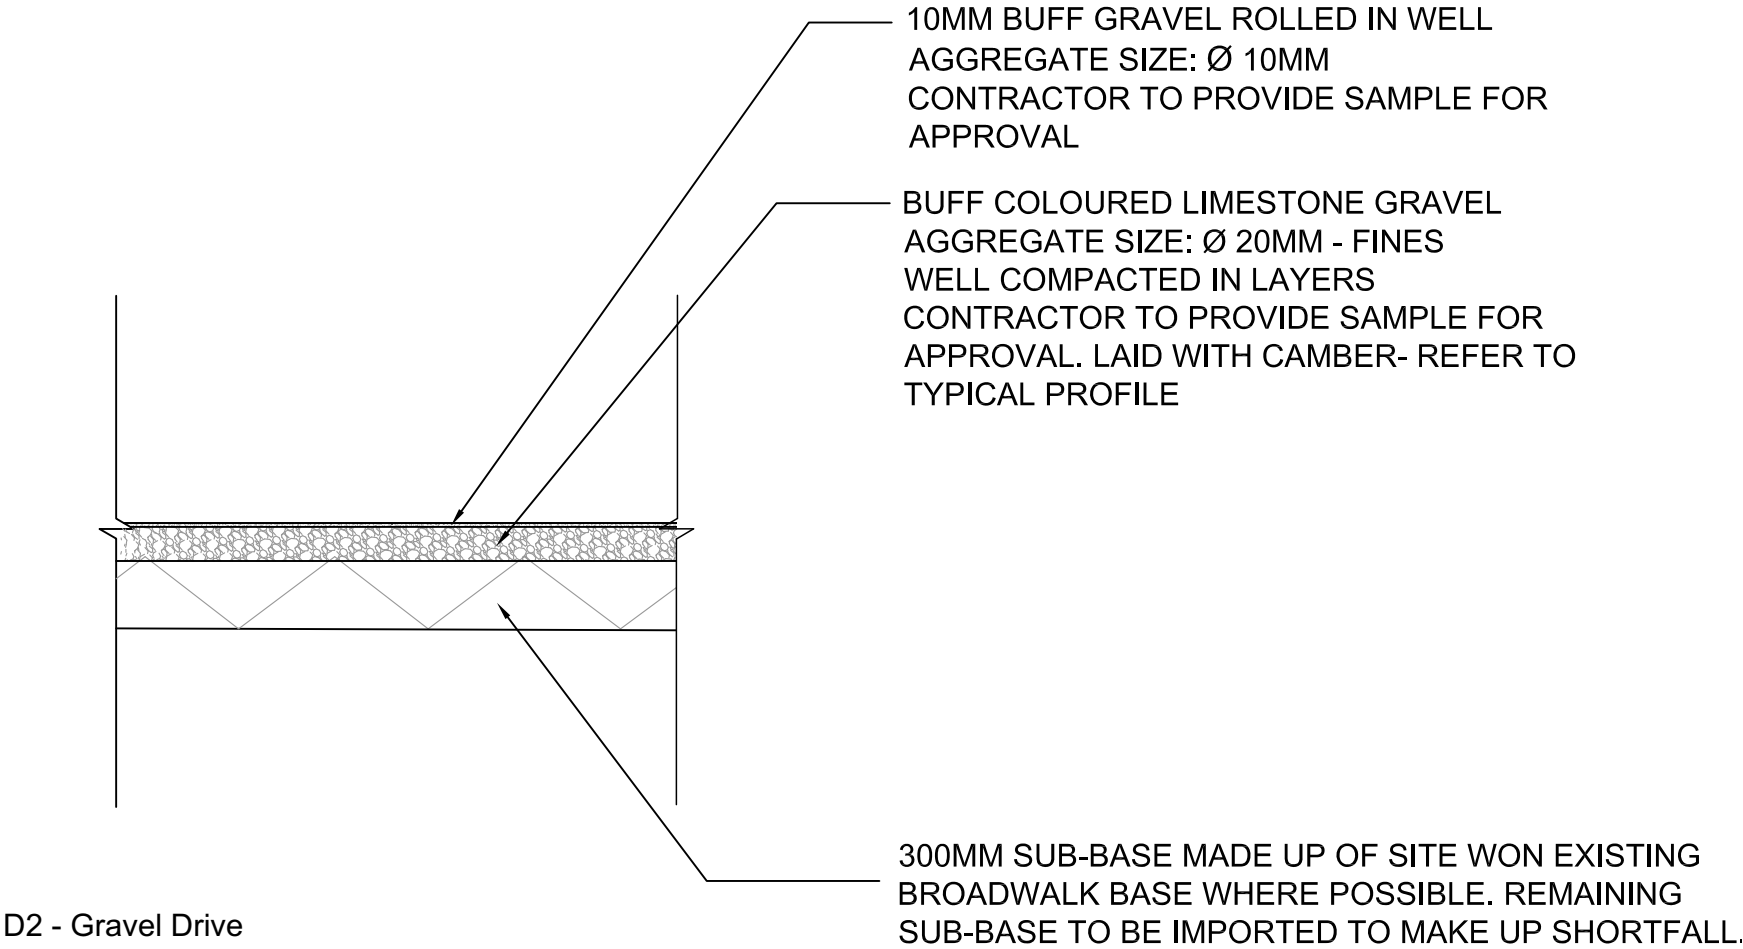 10MM BUFF GRAVEL ROLLED IN WELL
AGGREGATE SIZE: Ø 10MM
CONTRACTOR TO PROVIDE SAMPLE FOR
APPROVAL
BUFF COLOURED LIMESTONE GRAVEL
AGGREGATE SIZE: Ø 20MM - FINES
WELL COMPACTED IN LAYERS
CONTRACTOR TO PROVIDE SAMPLE FOR
APPROVAL. LAID WITH CAMBER- REFER TO
TYPICAL PROFILE
300MM SUB-BASE MADE UP OF SITE WON EXISTING
BROADWALK BASE WHERE POSSIBLE. REMAINING
SUB-BASE TO BE IMPORTED TO MAKE UP SHORTFALL.
D2 - Gravel Drive